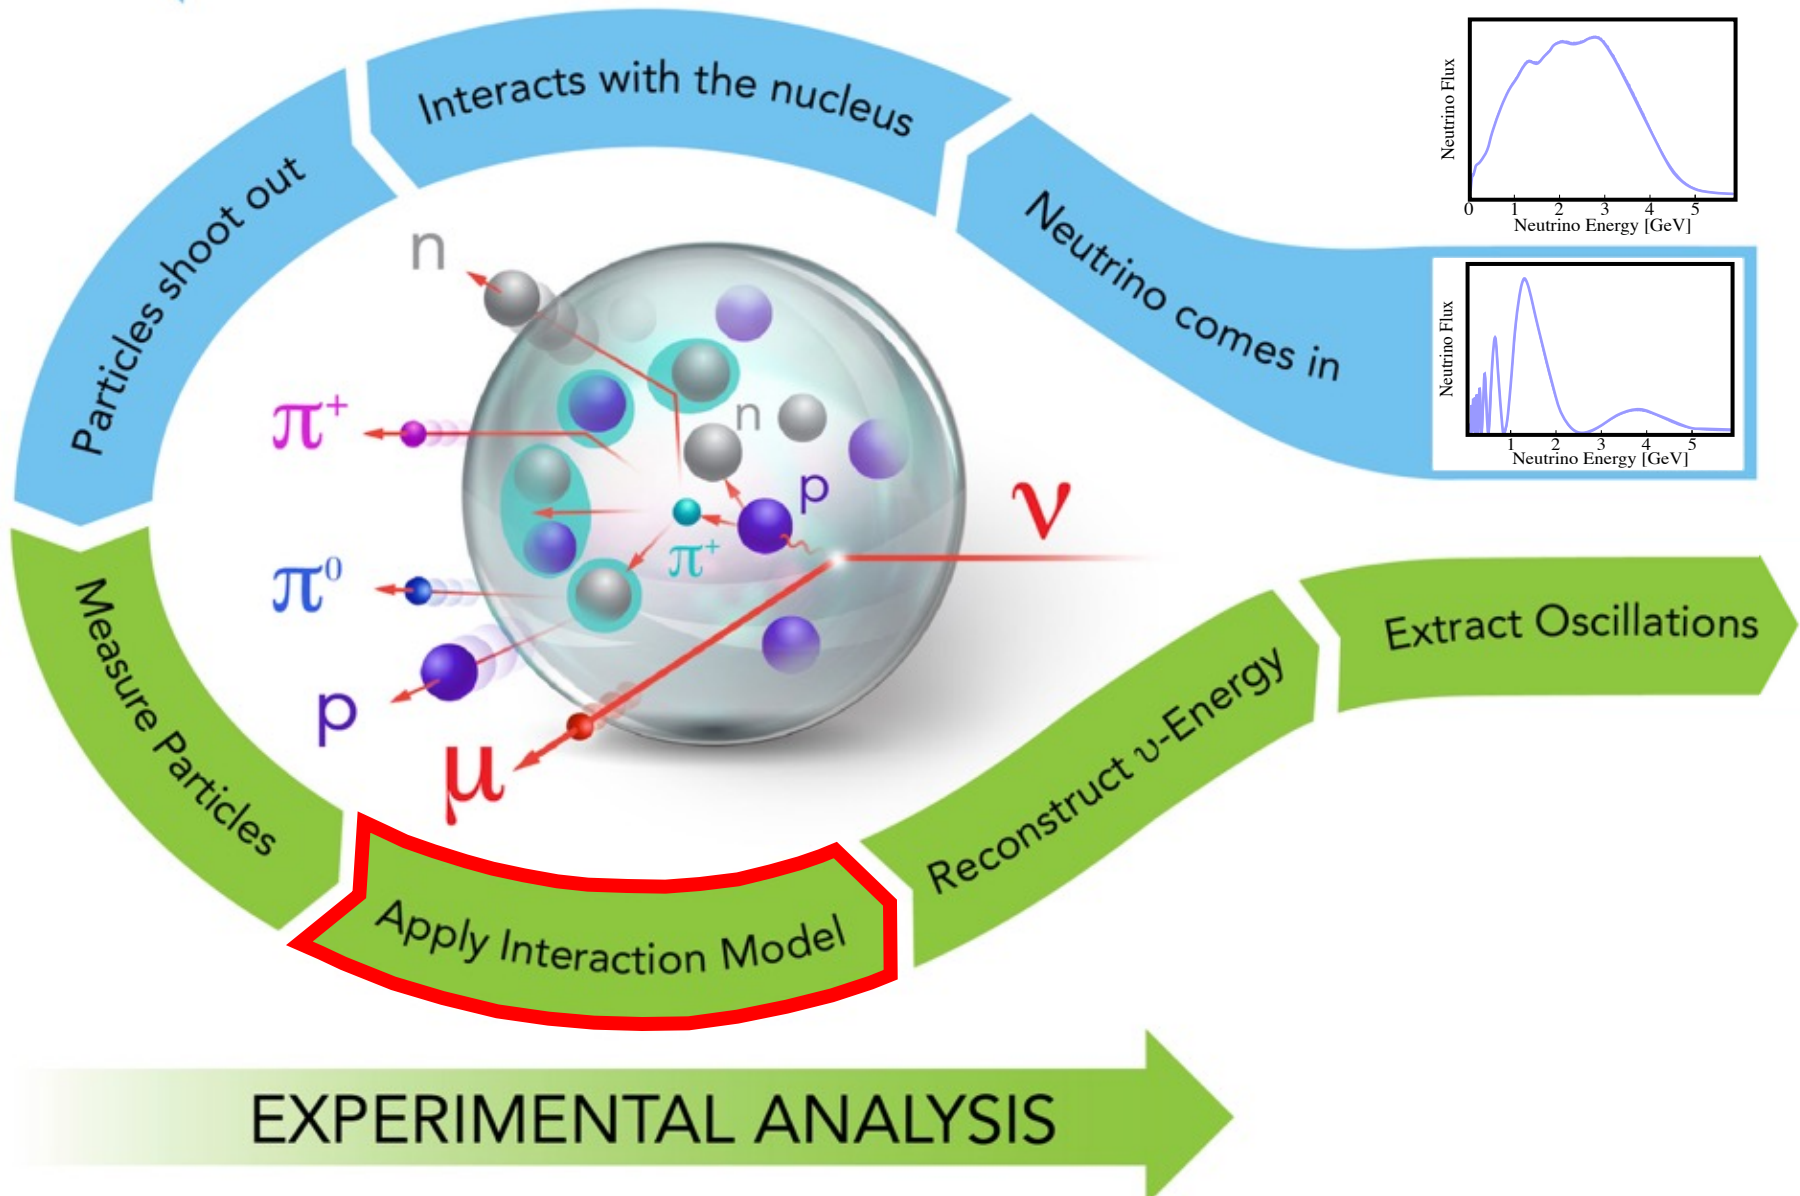 Neutrino Flux
0 1 2 3 4 5
Neutrino Energy [GeV]
Neutrino Flux
1 2 3 4 5
Neutrino Energy [GeV]
Neutrino comes in
Interacts with the nucleus
Particles shoot out
n
π⁺
π⁰
p
μ
n
p
π⁺
ν
Measure Particles
Apply Interaction Model
Reconstruct υ-Energy
Extract Oscillations
EXPERIMENTAL ANALYSIS